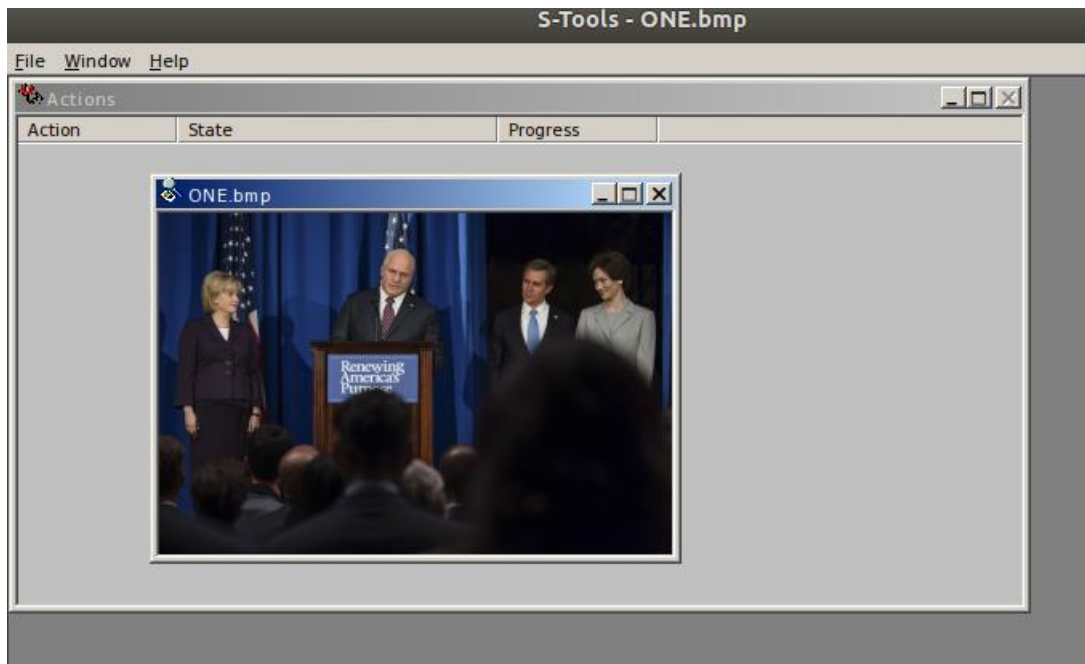 S-Tools - ONE.bmp
File Window Help
Actions
Action State Progress
ONE.bmp
Renewing
America's